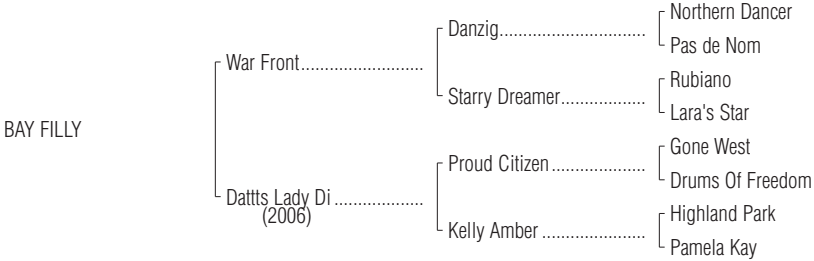 Northern Dancer
Danzig..............................
Pas de Nom
War Front.........................
Rubiano
Starry Dreamer.................
Lara's Star
BAY FILLY
Gone West
Proud Citizen...................
Drums Of Freedom
Dattts Lady Di..................
(2006)
Highland Park
Kelly Amber.....................
Pamela Kay